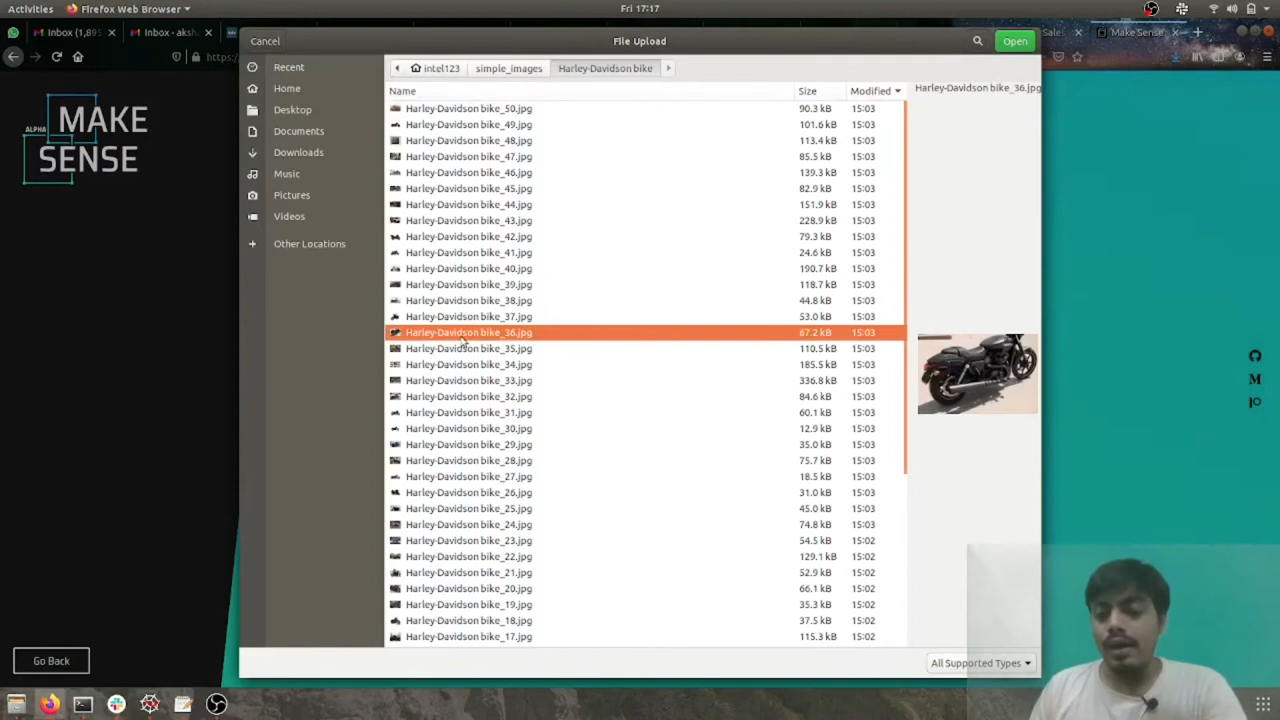 Activities Firefox Web Browser Fri 17:17
Inbox (1,895 Inbox - aksha Sales Make Sense
Cancel File Upload Open
https:/
Recent intel123 simple_images Harley-Davidson bike
Home Name Size Modified Harley-Davidson bike_36.jpg
Desktop
Documents
Downloads
Music
Pictures
Videos
Other Locations
ALPHA MAKE
SENSE
Harley-Davidson bike_50.jpg 90.3 kB 15:03
Harley-Davidson bike_49.jpg 101.6 kB 15:03
Harley-Davidson bike_48.jpg 113.4 kB 15:03
Harley-Davidson bike_47.jpg 85.5 kB 15:03
Harley-Davidson bike_46.jpg 139.3 kB 15:03
Harley-Davidson bike_45.jpg 82.9 kB 15:03
Harley-Davidson bike_44.jpg 151.9 kB 15:03
Harley-Davidson bike_43.jpg 228.9 kB 15:03
Harley-Davidson bike_42.jpg 79.3 kB 15:03
Harley-Davidson bike_41.jpg 24.6 kB 15:03
Harley-Davidson bike_40.jpg 190.7 kB 15:03
Harley-Davidson bike_39.jpg 118.7 kB 15:03
Harley-Davidson bike_38.jpg 44.8 kB 15:03
Harley-Davidson bike_37.jpg 53.0 kB 15:03
Harley-Davidson bike_36.jpg 67.2 kB 15:03
Harley-Davidson bike_35.jpg 110.5 kB 15:03
Harley-Davidson bike_34.jpg 185.5 kB 15:03
Harley-Davidson bike_33.jpg 336.8 kB 15:03
Harley-Davidson bike_32.jpg 84.6 kB 15:03
Harley-Davidson bike_31.jpg 60.1 kB 15:03
Harley-Davidson bike_30.jpg 12.9 kB 15:03
Harley-Davidson bike_29.jpg 35.0 kB 15:03
Harley-Davidson bike_28.jpg 75.7 kB 15:03
Harley-Davidson bike_27.jpg 18.5 kB 15:03
Harley-Davidson bike_26.jpg 31.0 kB 15:03
Harley-Davidson bike_25.jpg 45.0 kB 15:03
Harley-Davidson bike_24.jpg 74.8 kB 15:03
Harley-Davidson bike_23.jpg 54.5 kB 15:02
Harley-Davidson bike_22.jpg 129.1 kB 15:02
Harley-Davidson bike_21.jpg 52.9 kB 15:02
Harley-Davidson bike_20.jpg 66.1 kB 15:02
Harley-Davidson bike_19.jpg 35.3 kB 15:02
Harley-Davidson bike_18.jpg 37.5 kB 15:02
Harley-Davidson bike_17.jpg 115.3 kB 15:02
Go Back All Supported Types